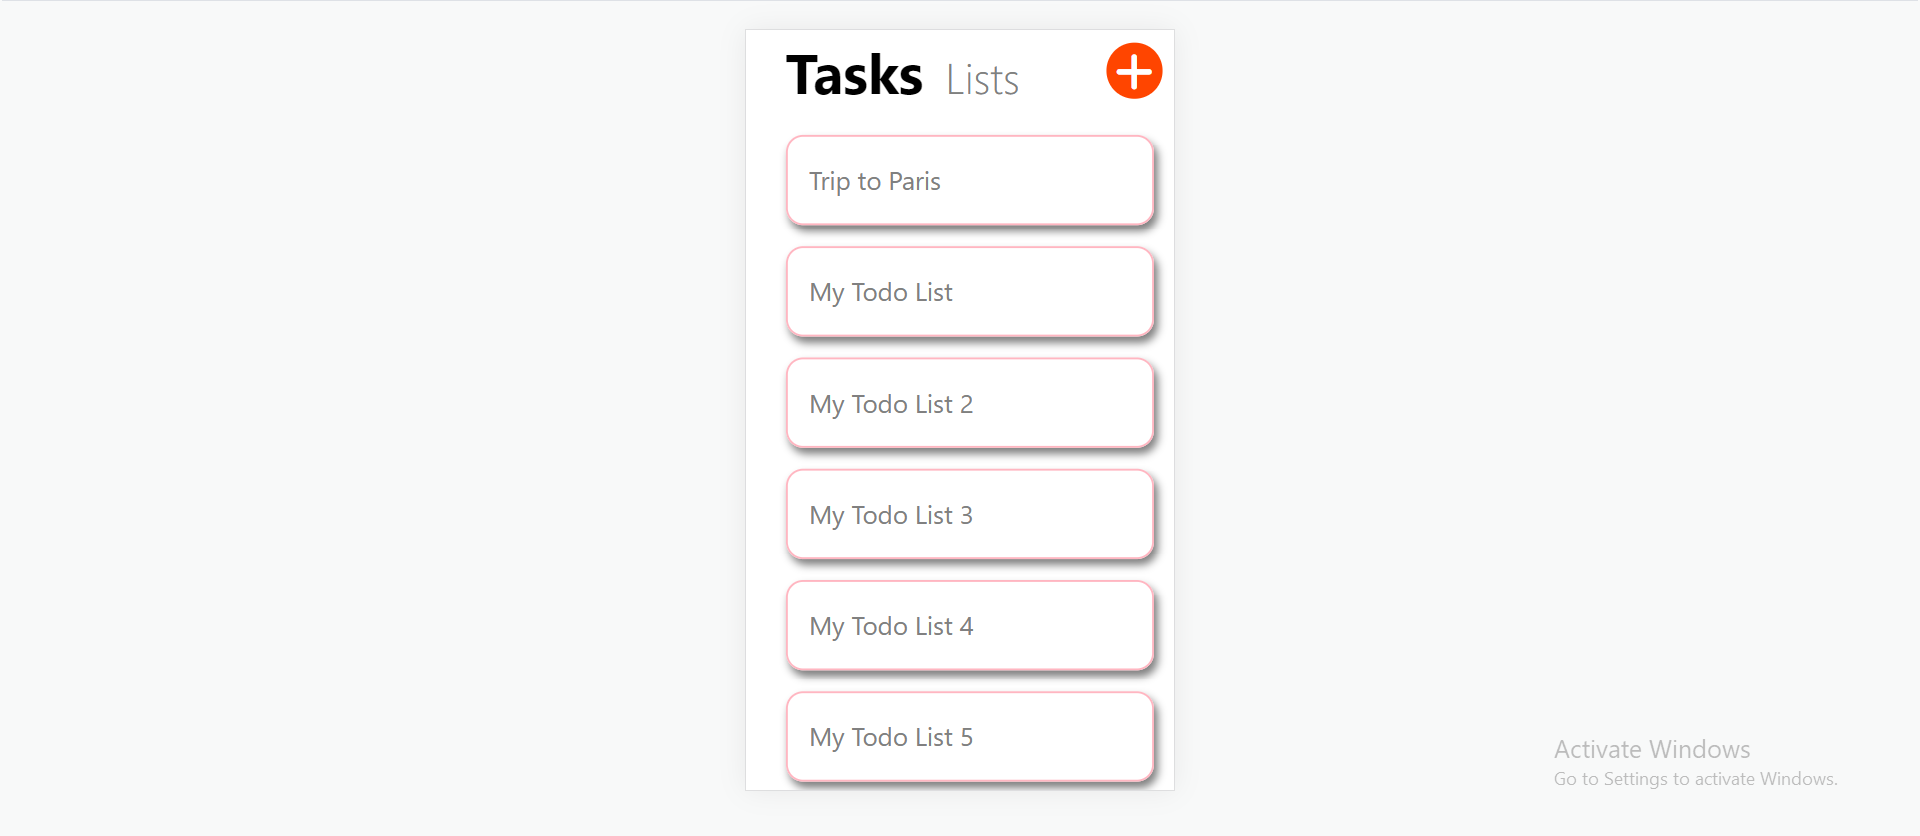 Tasks Lists
Trip to Paris
My Todo List
My Todo List 2
My Todo List 3
My Todo List 4
My Todo List 5
Activate Windows
Go to Settings to activate Windows.